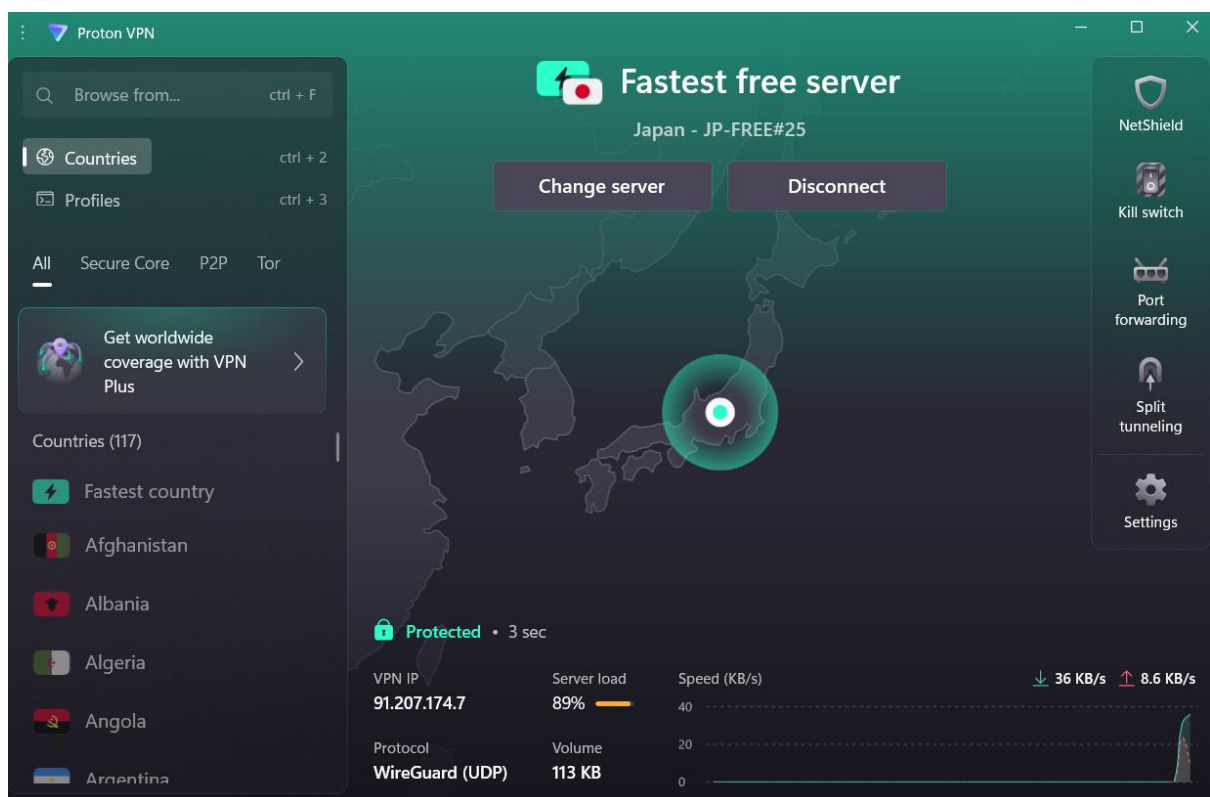 Proton VPN
Browse from... ctrl + F
Countries ctrl + 2
Profiles ctrl + 3
All Secure Core P2P Tor
Get worldwide
coverage with VPN
Plus
Countries (117)
Fastest country
Afghanistan
Albania
Algeria
Angola
Argentina
Fastest free server
Japan - JP-FREE#25
Change server Disconnect
Protected • 3 sec
VPN IP
91.207.174.7
Server load
89%
Protocol
WireGuard (UDP)
Volume
113 KB
Speed (KB/s) 36 KB/s 8.6 KB/s
40
20
0
NetShield
Kill switch
Port
forwarding
Split
tunneling
Settings